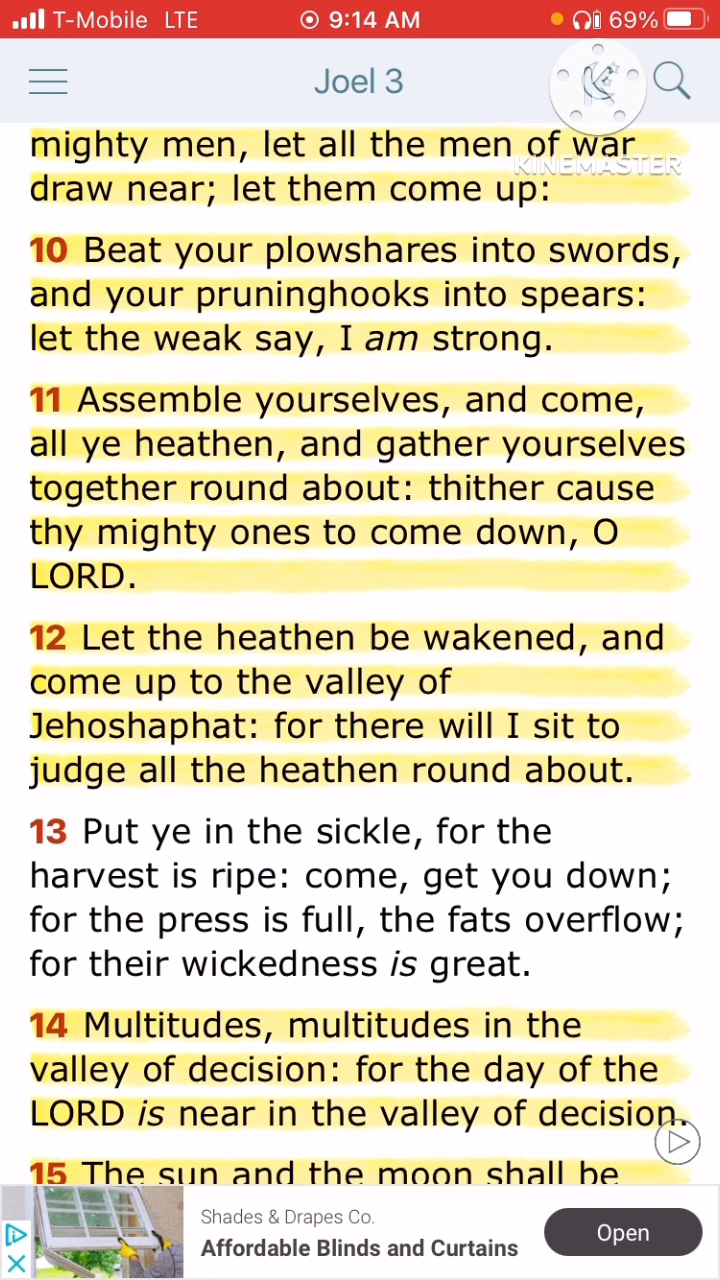 T-Mobile LTE 9:14 AM 69%
Joel 3
KINEMASTER
mighty men, let all the men of war
draw near; let them come up:
10 Beat your plowshares into swords,
and your pruninghooks into spears:
let the weak say, I am strong.
11 Assemble yourselves, and come,
all ye heathen, and gather yourselves
together round about: thither cause
thy mighty ones to come down, O
LORD.
12 Let the heathen be wakened, and
come up to the valley of
Jehoshaphat: for there will I sit to
judge all the heathen round about.
13 Put ye in the sickle, for the
harvest is ripe: come, get you down;
for the press is full, the fats overflow;
for their wickedness is great.
14 Multitudes, multitudes in the
valley of decision: for the day of the
LORD is near in the valley of decision.
15 The sun and the moon shall be
Shades & Drapes Co.
Affordable Blinds and Curtains
Open